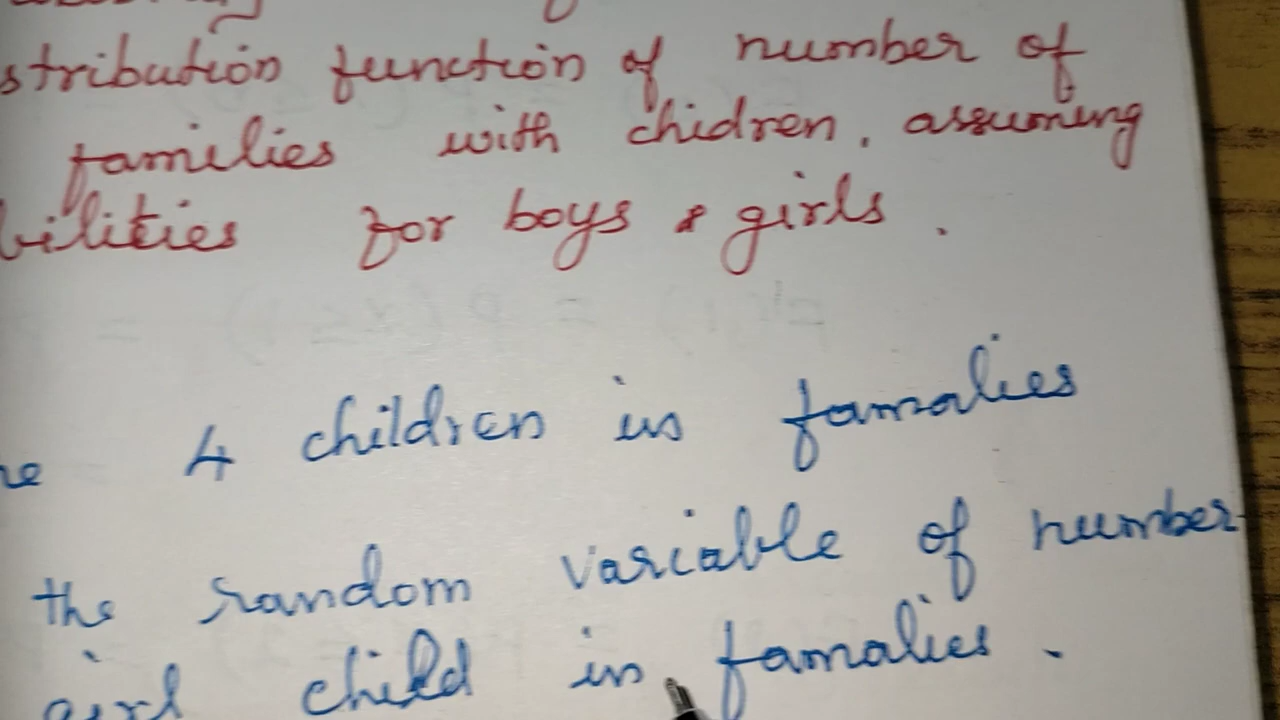 stribution function of number of
families with chidren, assuming
bilities for boys & girls.
4 children in famalies
the random variable of number
girl child in famalies.